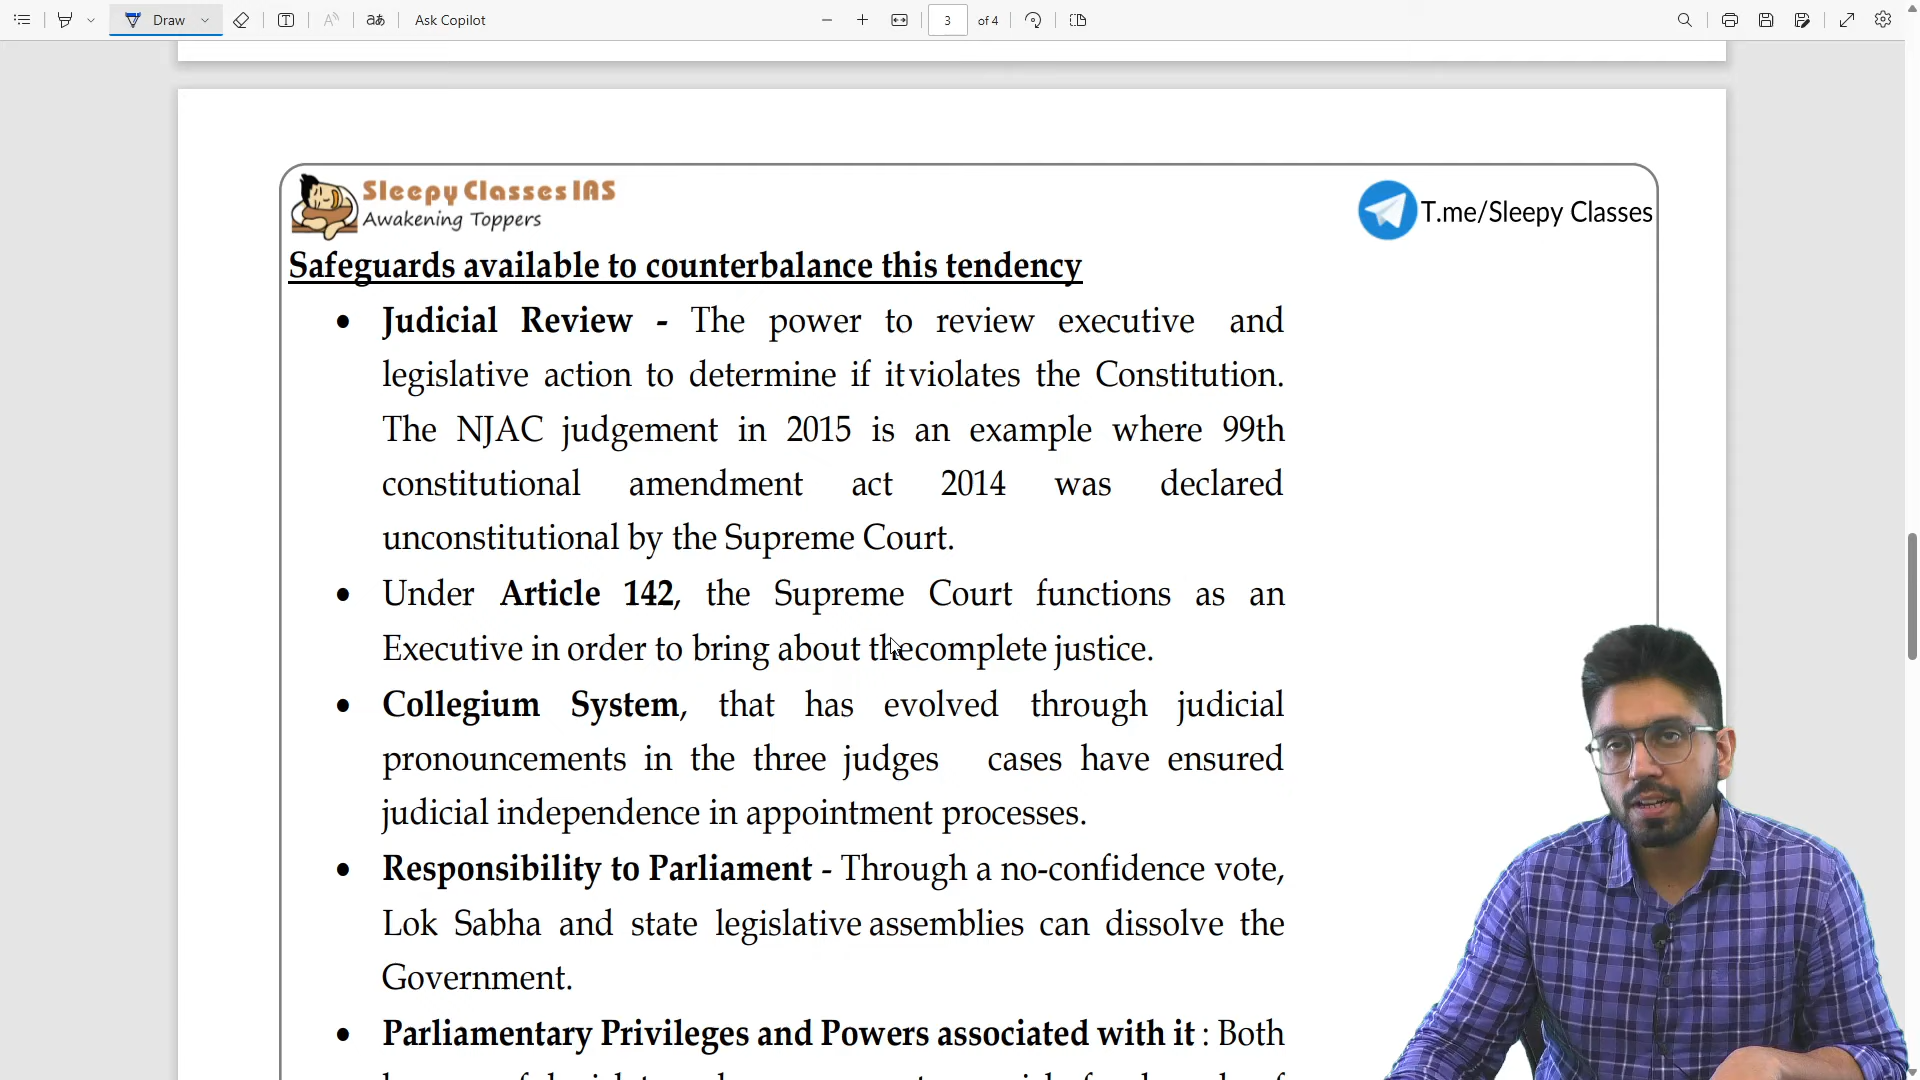 Draw
Ask Copilot
3 of 4
Sleepy Classes IAS
Awakening Toppers
T.me/Sleepy Classes
Safeguards available to counterbalance this tendency
• Judicial Review - The power to review executive and
legislative action to determine if itviolates the Constitution.
The NJAC judgement in 2015 is an example where 99th
constitutional amendment act 2014 was declared
unconstitutional by the Supreme Court.
• Under Article 142, the Supreme Court functions as an
Executive in order to bring about thecomplete justice.
• Collegium System, that has evolved through judicial
pronouncements in the three judges cases have ensured
judicial independence in appointment processes.
• Responsibility to Parliament - Through a no-confidence vote,
Lok Sabha and state legislative assemblies can dissolve the
Government.
• Parliamentary Privileges and Powers associated with it : Both